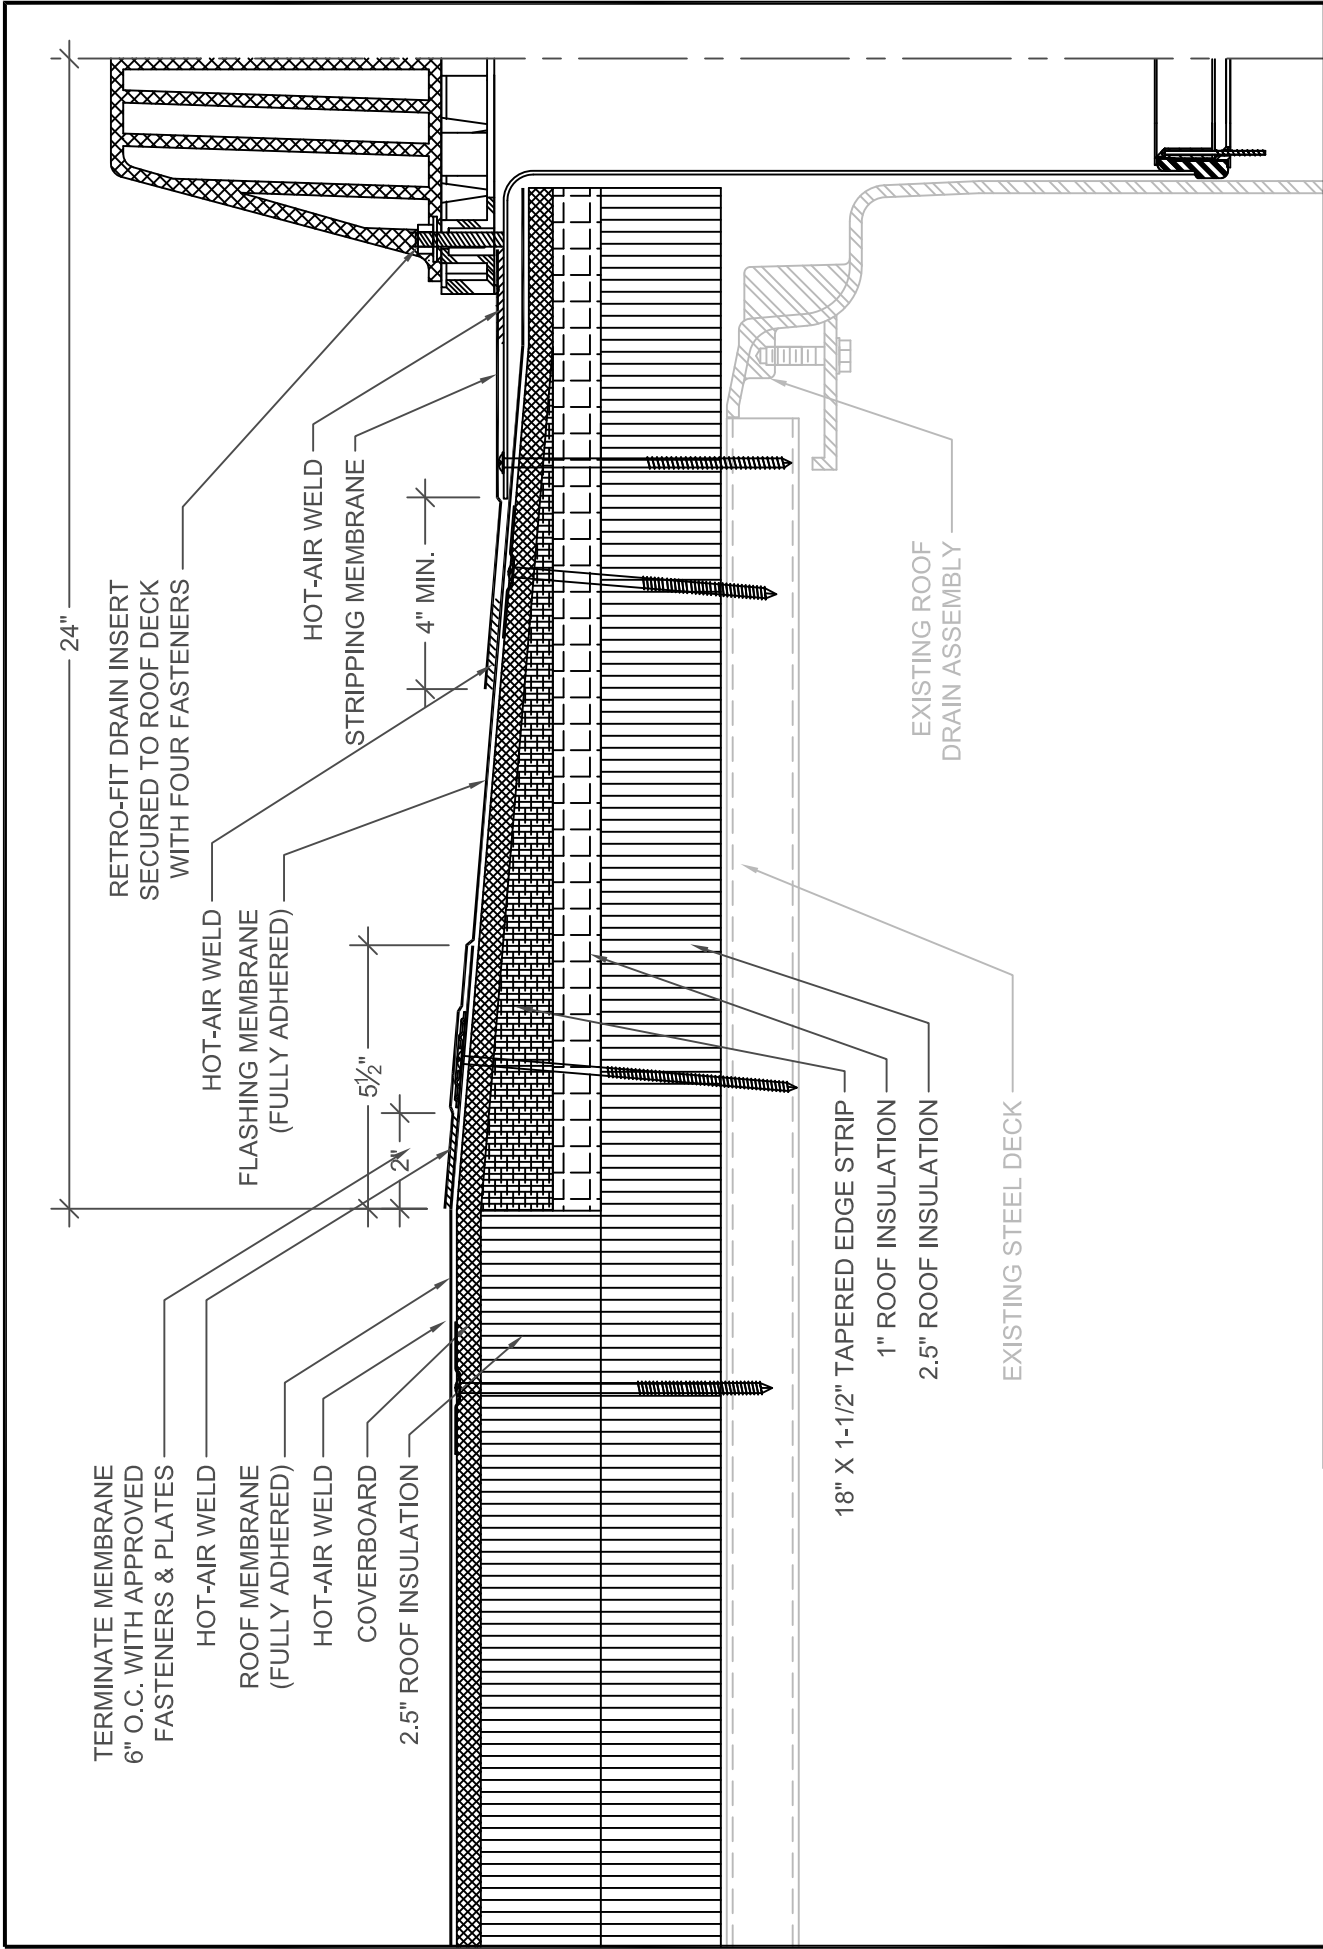 24"
RETRO-FIT DRAIN INSERT
SECURED TO ROOF DECK
WITH FOUR FASTENERS
HOT-AIR WELD
STRIPPING MEMBRANE
4" MIN.
HOT-AIR WELD
FLASHING MEMBRANE
(FULLY ADHERED)
5½"
2"
TERMINATE MEMBRANE
6" O.C. WITH APPROVED
FASTENERS & PLATES
HOT-AIR WELD
ROOF MEMBRANE
(FULLY ADHERED)
HOT-AIR WELD
COVERBOARD
2.5" ROOF INSULATION
EXISTING ROOF
DRAIN ASSEMBLY
18" X 1-1/2" TAPERED EDGE STRIP
1" ROOF INSULATION
2.5" ROOF INSULATION
EXISTING STEEL DECK